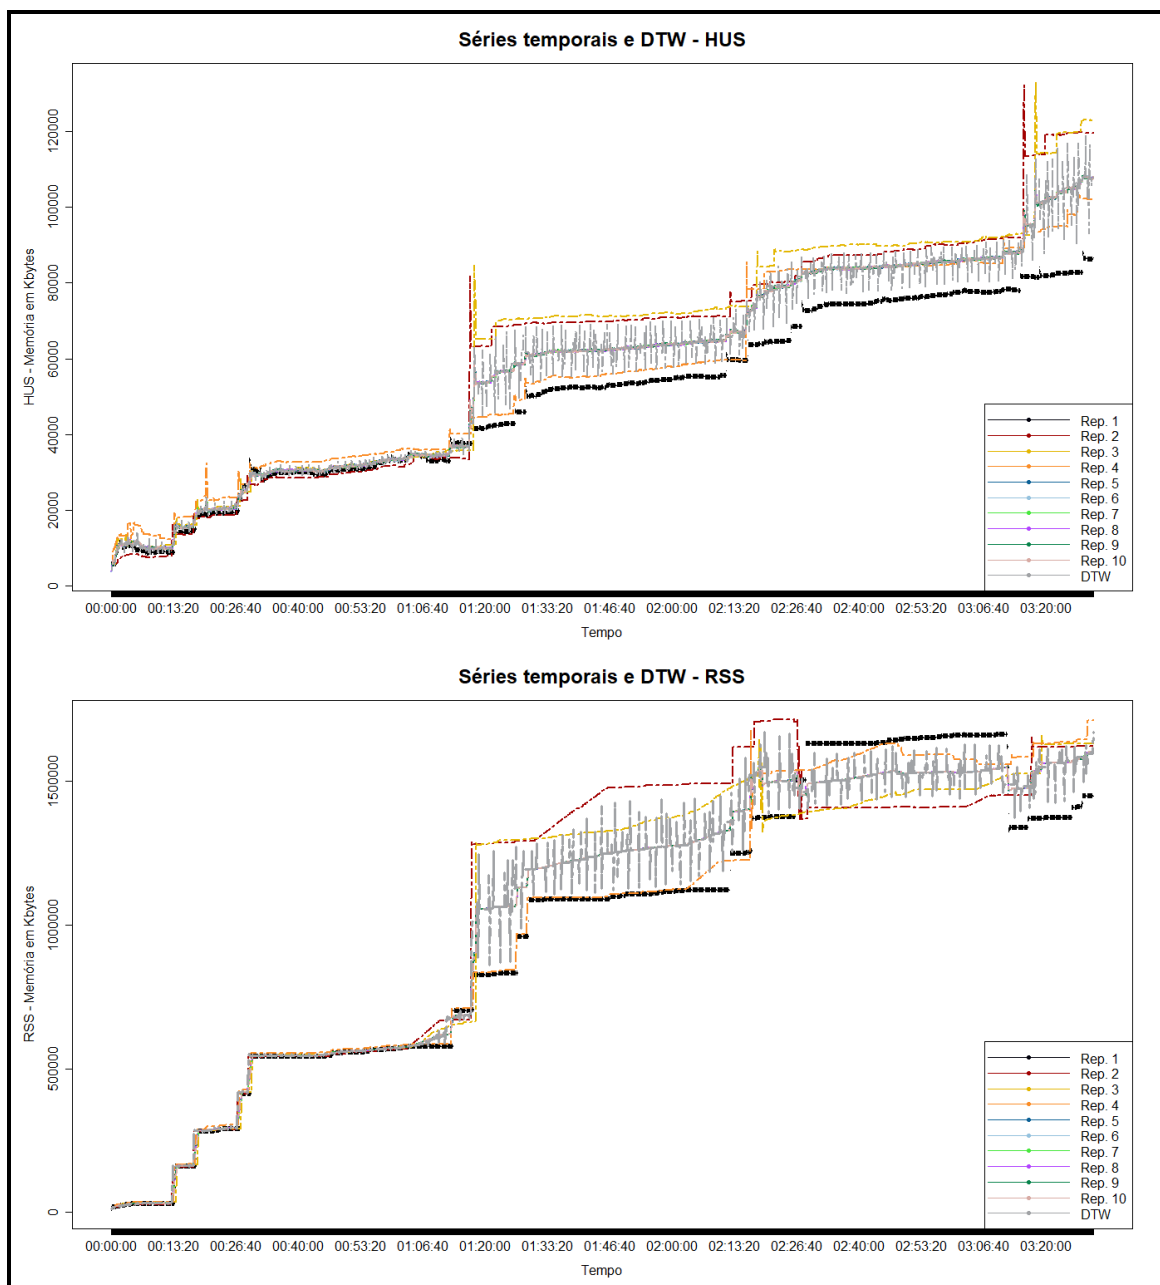 Séries temporais e DTW - HUS
HUS - Memória em Kbytes
120000
100000
80000
60000
40000
20000
0
Rep. 1
Rep. 2
Rep. 3
Rep. 4
Rep. 5
Rep. 6
Rep. 7
Rep. 8
Rep. 9
Rep. 10
DTW
00:00:00 00:13:20 00:26:40 00:40:00 00:53:20 01:06:40 01:20:00 01:33:20 01:46:40 02:00:00 02:13:20 02:26:40 02:40:00 02:53:20 03:06:40 03:20:00
Tempo
Séries temporais e DTW - RSS
RSS - Memória em Kbytes
1500000
1000000
500000
0
Rep. 1
Rep. 2
Rep. 3
Rep. 4
Rep. 5
Rep. 6
Rep. 7
Rep. 8
Rep. 9
Rep. 10
DTW
00:00:00 00:13:20 00:26:40 00:40:00 00:53:20 01:06:40 01:20:00 01:33:20 01:46:40 02:00:00 02:13:20 02:26:40 02:40:00 02:53:20 03:06:40 03:20:00
Tempo